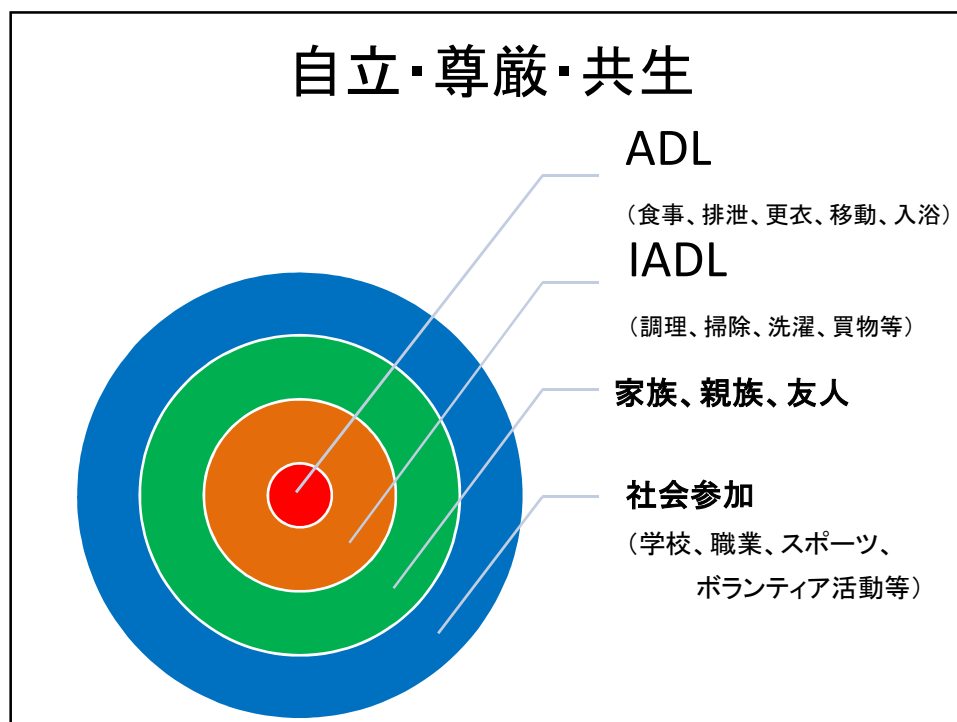 自立・尊厳・共生
ADL
（食事、排泄、更衣、移動、入浴）
IADL
（調理、掃除、洗濯、買物等）
家族、親族、友人
社会参加
（学校、職業、スポーツ、
ボランティア活動等）